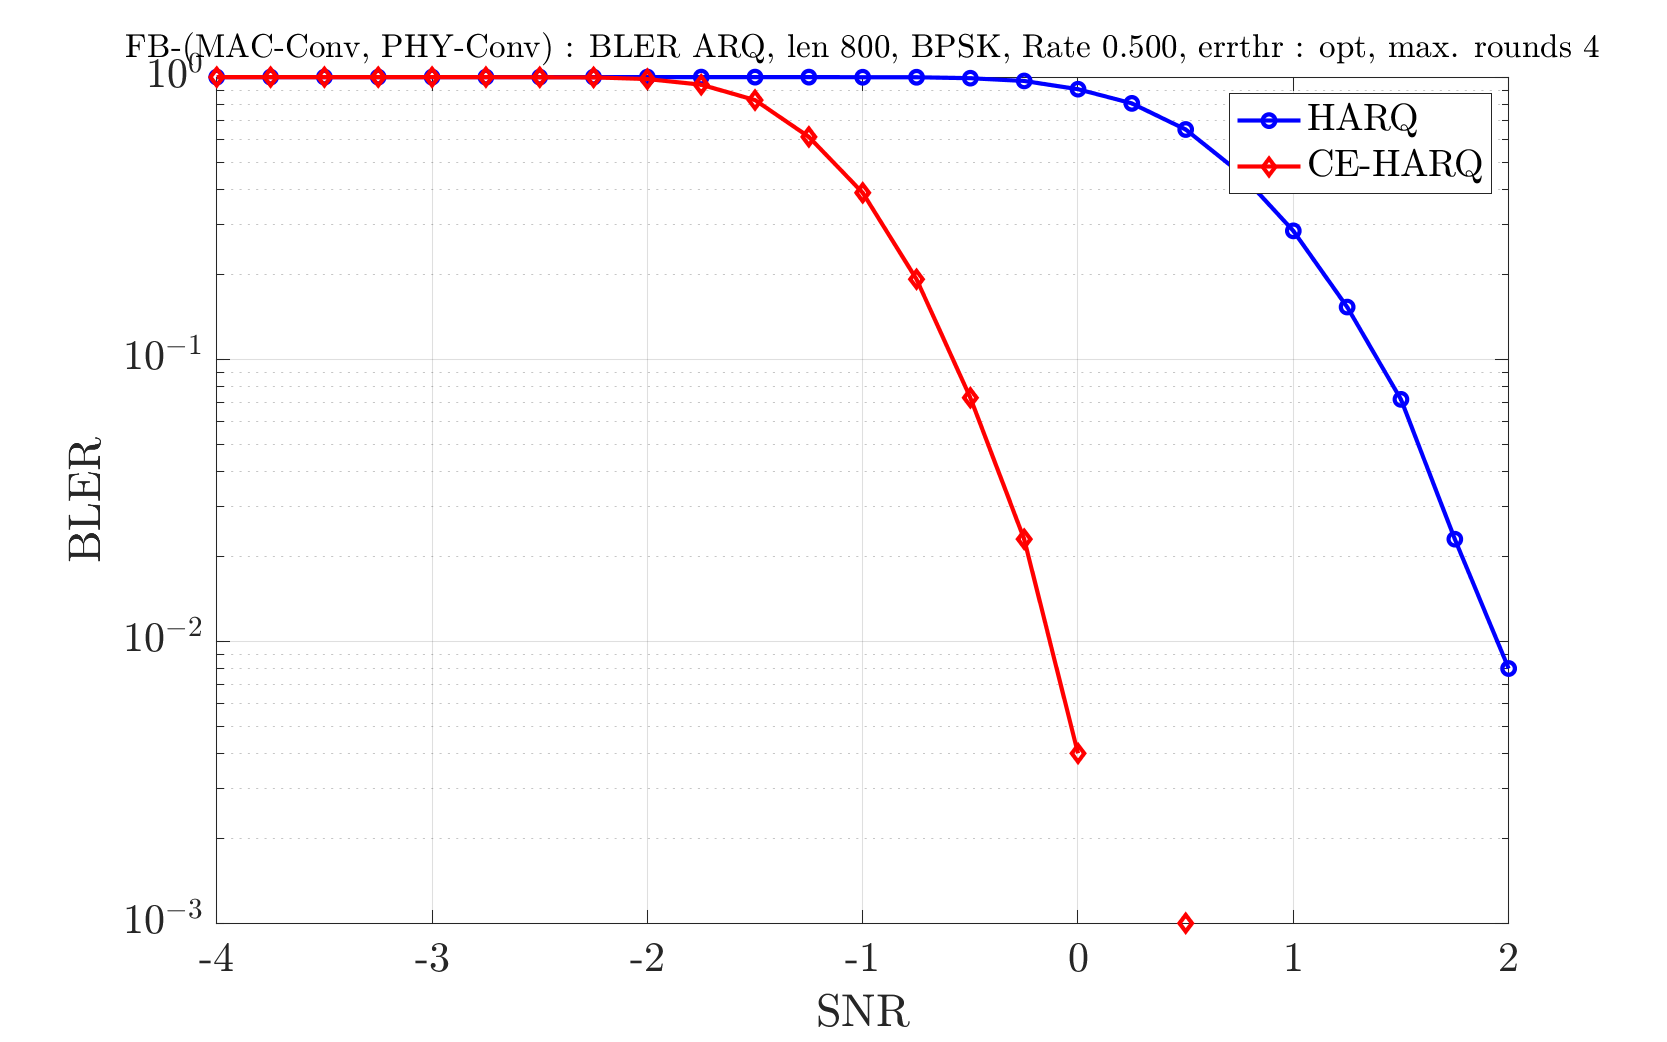 FB-(MAC-Conv, PHY-Conv) : BLER ARQ, len 800, BPSK, Rate 0.500, errthr : opt, max. rounds 4
10^0
HARQ
CE-HARQ
10^{-1}
BLER
10^{-2}
10^{-3}
-4 -3 -2 -1 0 1 2
SNR